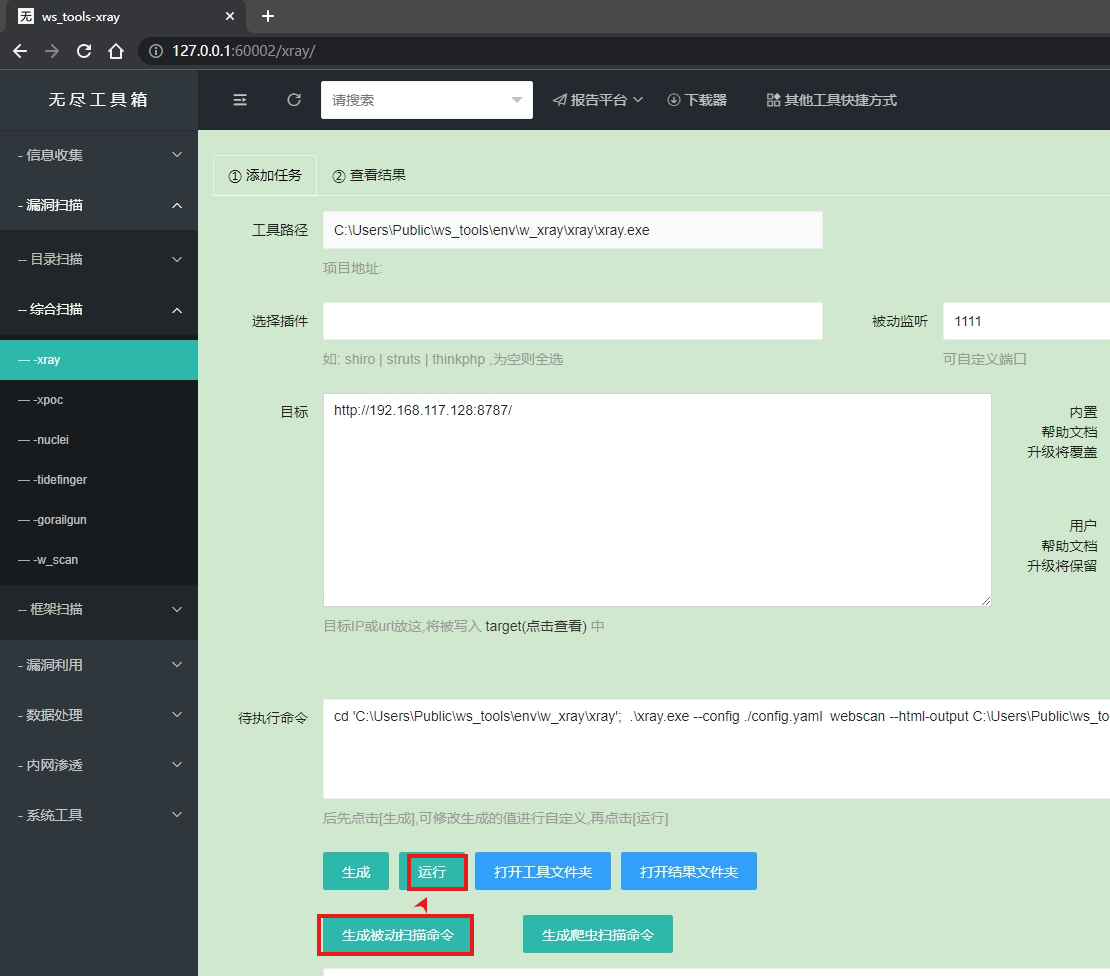 无 ws_tools-xray
127.0.0.1:60002/xray/
无尽工具箱
请搜索
报告平台
下载器
其他工具快捷方式
- 信息收集
- 漏洞扫描
-- 目录扫描
-- 综合扫描
--- -xray
--- -xpoc
--- -nuclei
--- -tidefinger
--- -gorailgun
--- -w_scan
-- 框架扫描
- 漏洞利用
- 数据处理
- 内网渗透
- 系统工具
① 添加任务
② 查看结果
工具路径
C:\Users\Public\ws_tools\env\w_xray\xray\xray.exe
项目地址:
选择插件
如: shiro | struts | thinkphp ,为空则全选
被动监听
1111
可自定义端口
目标
http://192.168.117.128:8787/
内置
帮助文档
升级将覆盖
用户
帮助文档
升级将保留
目标IP或url放这,将被写入 target(点击查看) 中
待执行命令
cd 'C:\Users\Public\ws_tools\env\w_xray\xray'; .\xray.exe --config ./config.yaml webscan --html-output C:\Users\Public\ws_to
后先点击[生成],可修改生成的值进行自定义,再点击[运行]
生成
运行
打开工具文件夹
打开结果文件夹
生成被动扫描命令
生成爬虫扫描命令